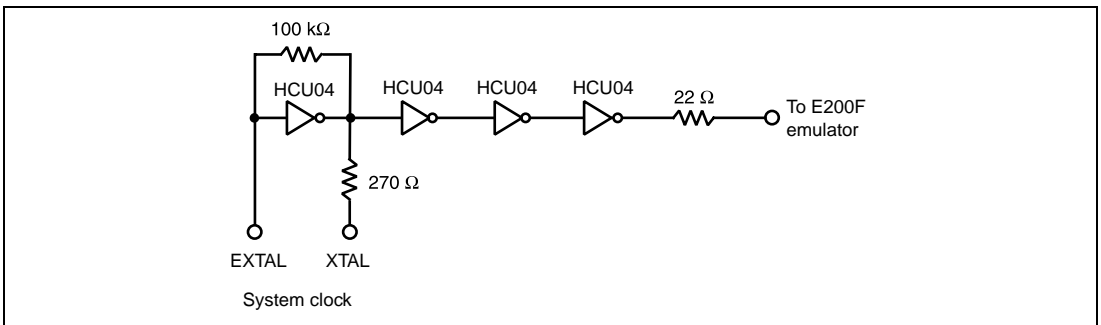 100 kΩ
HCU04
HCU04
HCU04
HCU04
22 Ω
To E200F
emulator
270 Ω
EXTAL
XTAL
System clock